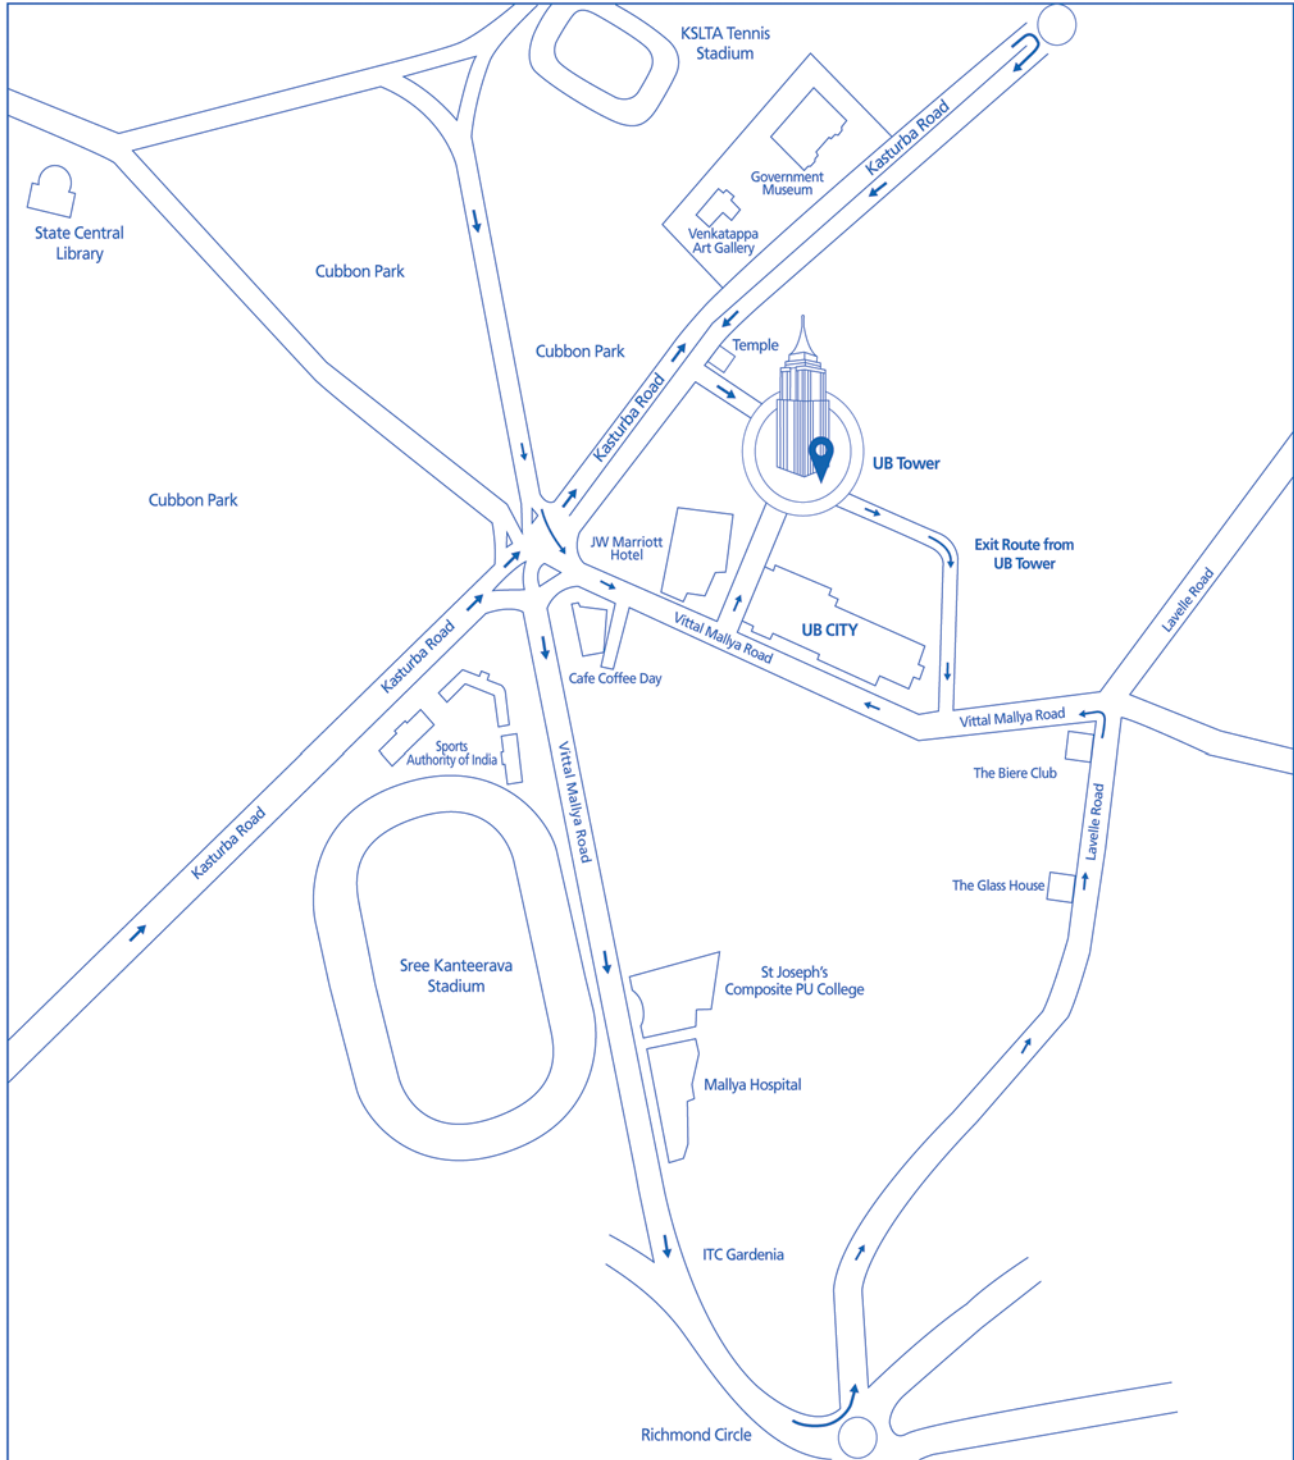 KSLTA Tennis
Stadium
Kasturba Road
Government
Museum
Venkatappa
Art Gallery
State Central
Library
Cubbon Park
Cubbon Park
Temple
Kasturba Road
UB Tower
Cubbon Park
JW Marriott
Hotel
Exit Route from
UB Tower
Lavelle Road
UB CITY
Vittal Mallya Road
Kasturba Road
Cafe Coffee Day
Vittal Mallya Road
Sports
Authority of India
The Biere Club
Vittal Mallya Road
Lavelle Road
Kasturba Road
The Glass House
Sree Kanteerava
Stadium
St Joseph's
Composite PU College
Mallya Hospital
ITC Gardenia
Richmond Circle